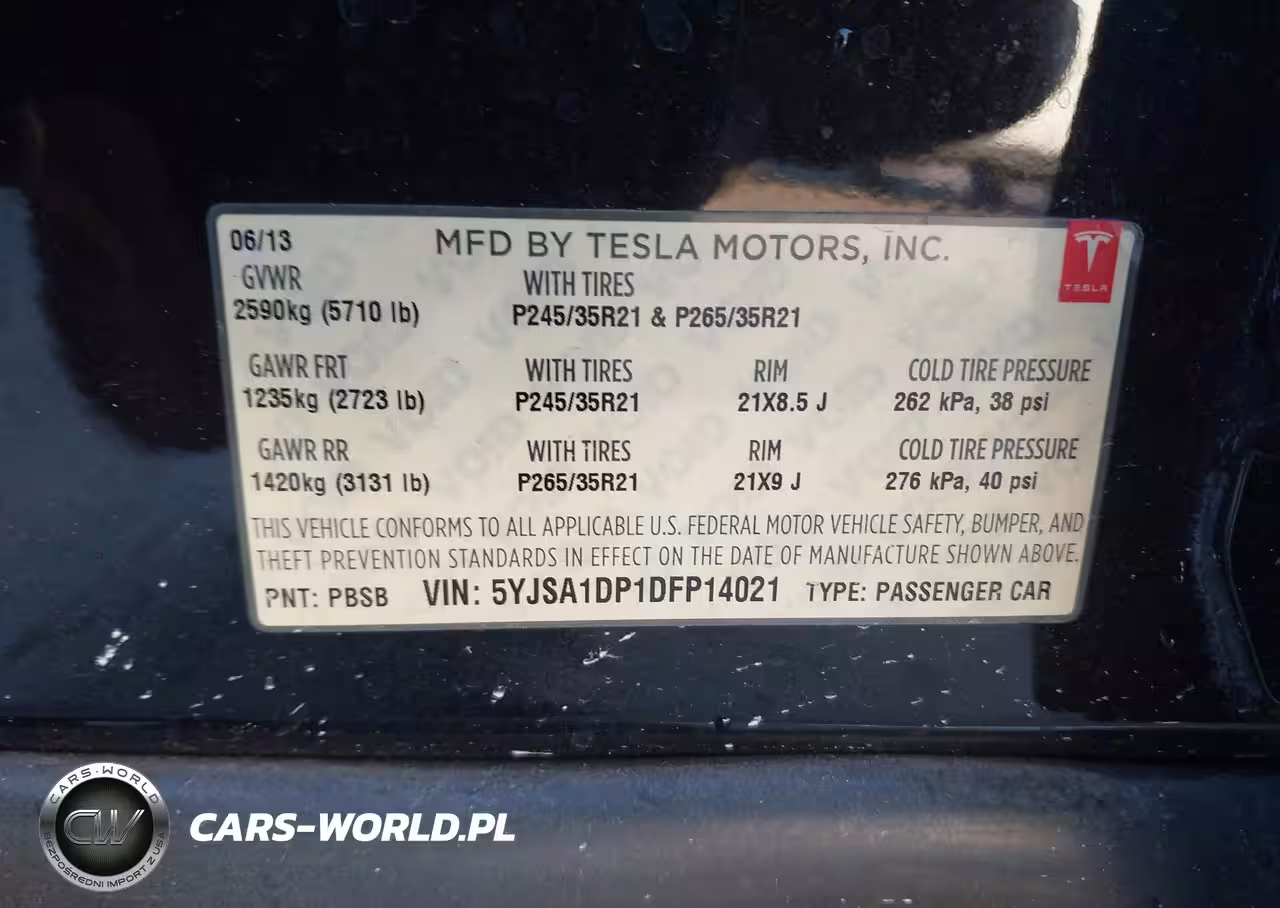 06/13 MFD BY TESLA MOTORS, INC.
TESLA
GVWR WITH TIRES
2590kg (5710 lb) P245/35R21 & P265/35R21
GAWR FRT WITH TIRES RIM COLD TIRE PRESSURE
1235kg (2723 lb) P245/35R21 21X8.5 J 262 kPa, 38 psi
GAWR RR WITH TIRES RIM COLD TIRE PRESSURE
1420kg (3131 lb) P265/35R21 21X9 J 276 kPa, 40 psi
THIS VEHICLE CONFORMS TO ALL APPLICABLE U.S. FEDERAL MOTOR VEHICLE SAFETY, BUMPER, AND
THEFT PREVENTION STANDARDS IN EFFECT ON THE DATE OF MANUFACTURE SHOWN ABOVE.
PNT: PBSB VIN: 5YJSA1DP1DFP14021 TYPE: PASSENGER CAR
CARS-WORLD
CW
BEZPOŚREDNI IMPORT Z USA
CARS-WORLD.PL